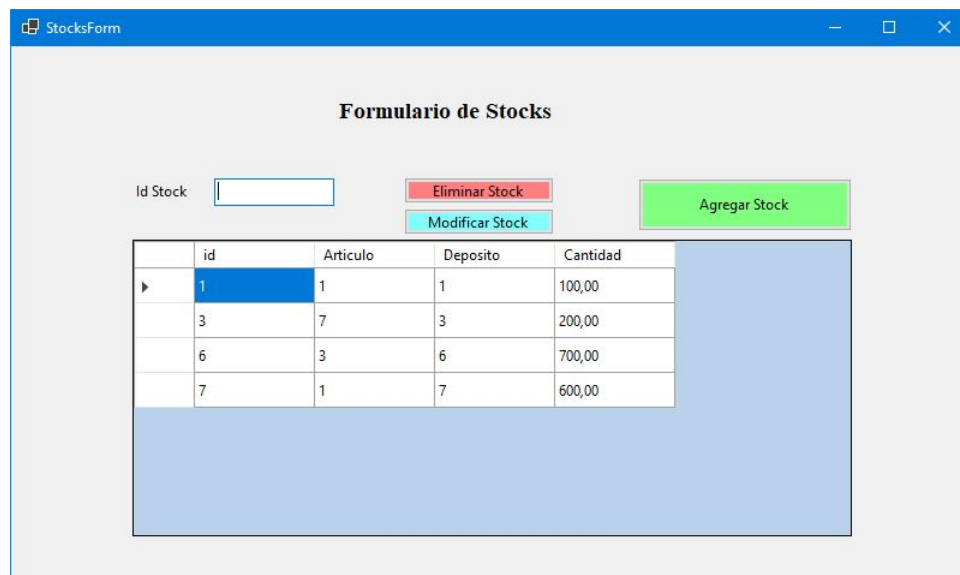 StocksForm
Formulario de Stocks
Id Stock
Eliminar Stock
Modificar Stock
Agregar Stock
id Articulo Deposito Cantidad
1 1 1 100,00
3 7 3 200,00
6 3 6 700,00
7 1 7 600,00